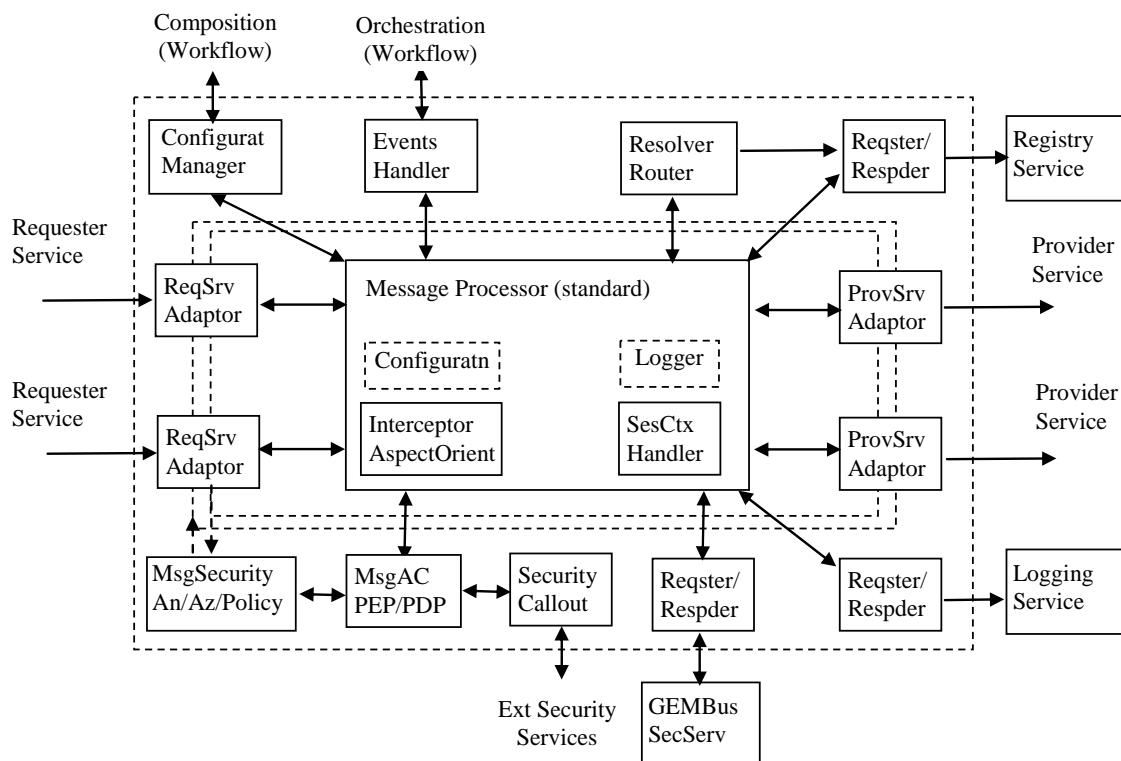 Composition
(Workflow)
Orchestration
(Workflow)
Configurat
Manager
Events
Handler
Resolver
Router
Reqster/
Respder
Registry
Service
Requester
Service
Provider
Service
ReqSrv
Adaptor
Message Processor (standard)
ProvSrv
Adaptor
Configuratn
Logger
Requester
Service
Provider
Service
ReqSrv
Adaptor
Interceptor
AspectOrient
SesCtx
Handler
ProvSrv
Adaptor
MsgSecurity
An/Az/Policy
MsgAC
PEP/PDP
Security
Callout
Reqster/
Respder
Reqster/
Respder
Logging
Service
Ext Security
Services
GEMBus
SecServ